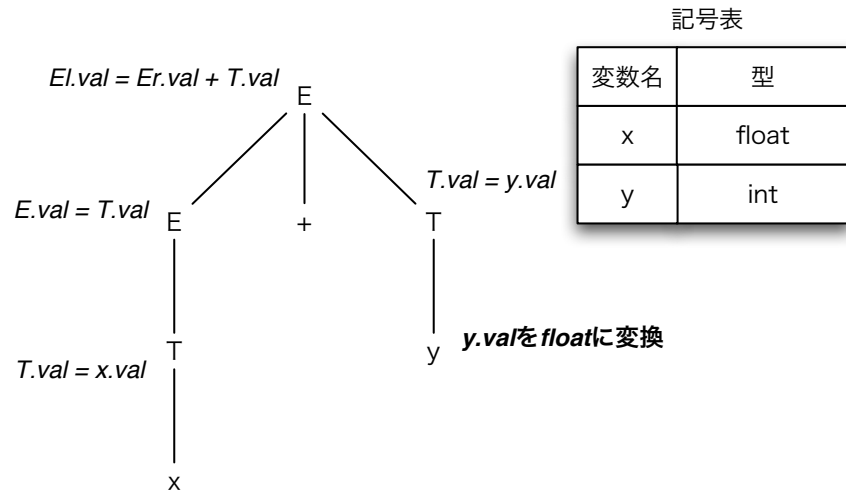 記号表
変数名 型
x float
y int
El.val = Er.val + T.val
E
E.val = T.val
E
+
T.val = y.val
T
T.val = x.val
T
y
y.valをfloatに変換
x